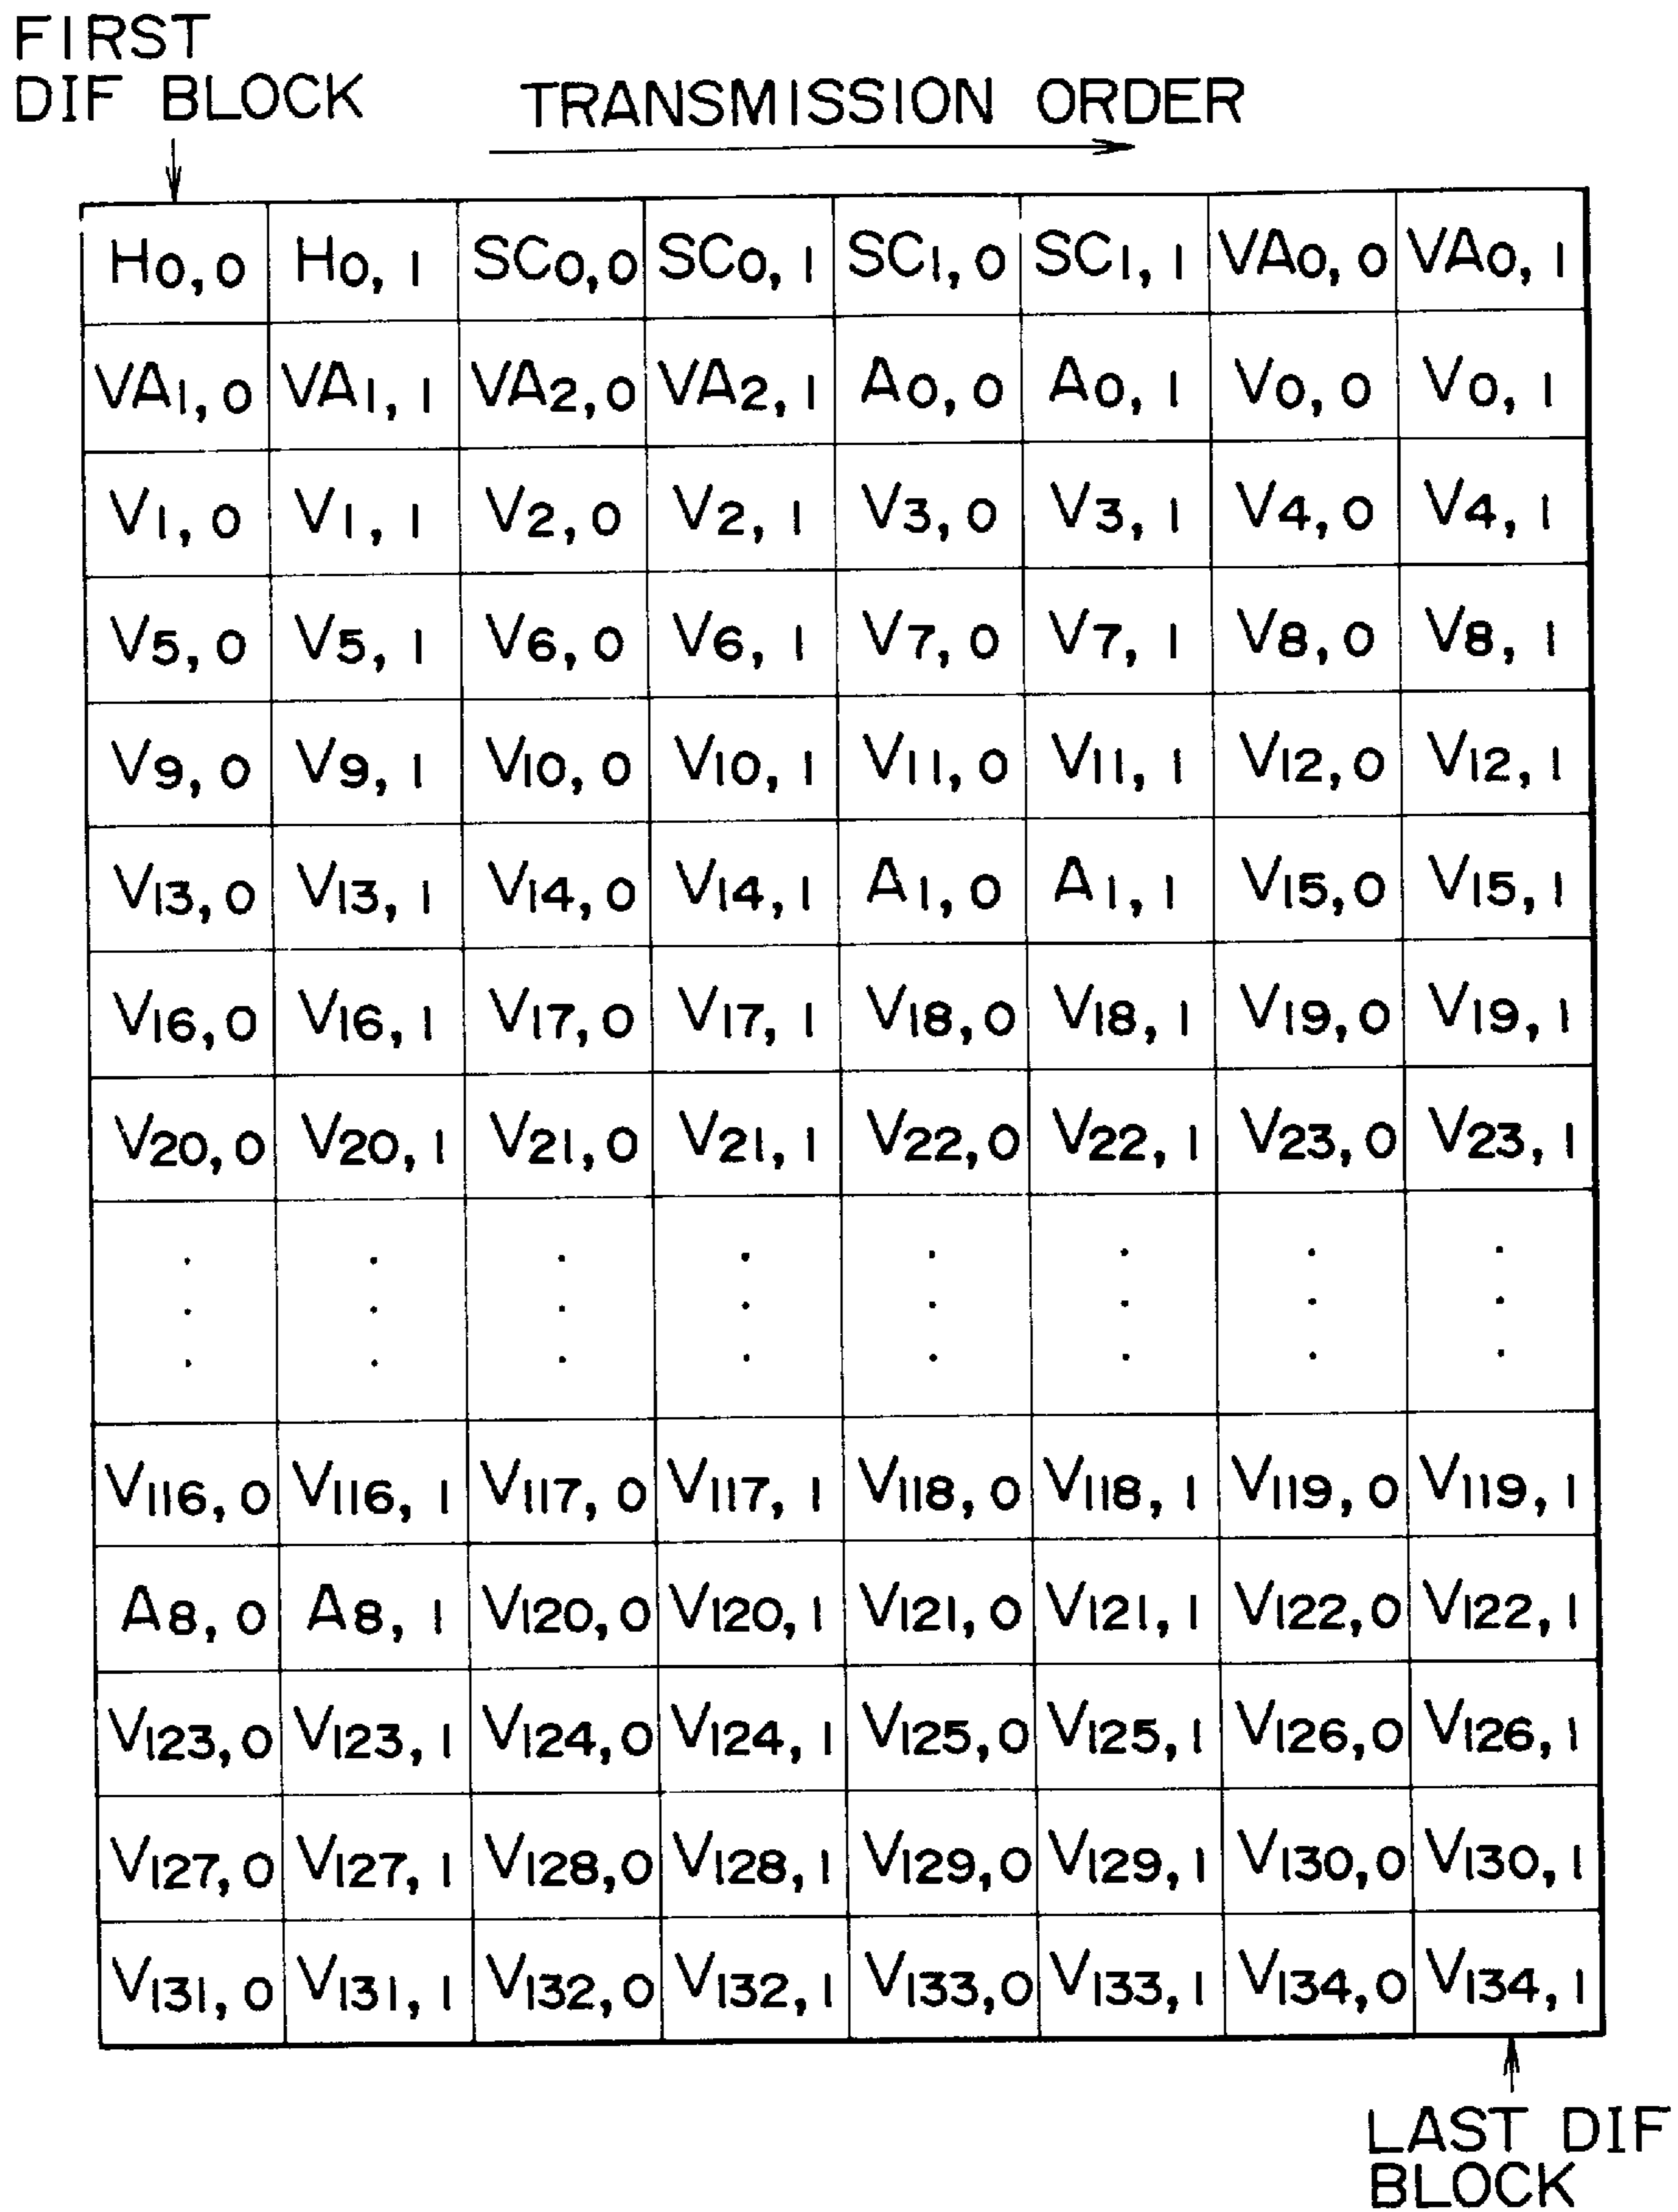 FIRST
DIF BLOCK
TRANSMISSION ORDER
H0,0 H0,1 SC0,0 SC0,1 SC1,0 SC1,1 VA0,0 VA0,1
VA1,0 VA1,1 VA2,0 VA2,1 A0,0 A0,1 V0,0 V0,1
V1,0 V1,1 V2,0 V2,1 V3,0 V3,1 V4,0 V4,1
V5,0 V5,1 V6,0 V6,1 V7,0 V7,1 V8,0 V8,1
V9,0 V9,1 V10,0 V10,1 V11,0 V11,1 V12,0 V12,1
V13,0 V13,1 V14,0 V14,1 A1,0 A1,1 V15,0 V15,1
V16,0 V16,1 V17,0 V17,1 V18,0 V18,1 V19,0 V19,1
V20,0 V20,1 V21,0 V21,1 V22,0 V22,1 V23,0 V23,1
V116,0 V116,1 V117,0 V117,1 V118,0 V118,1 V119,0 V119,1
A8,0 A8,1 V120,0 V120,1 V121,0 V121,1 V122,0 V122,1
V123,0 V123,1 V124,0 V124,1 V125,0 V125,1 V126,0 V126,1
V127,0 V127,1 V128,0 V128,1 V129,0 V129,1 V130,0 V130,1
V131,0 V131,1 V132,0 V132,1 V133,0 V133,1 V134,0 V134,1
LAST DIF
BLOCK